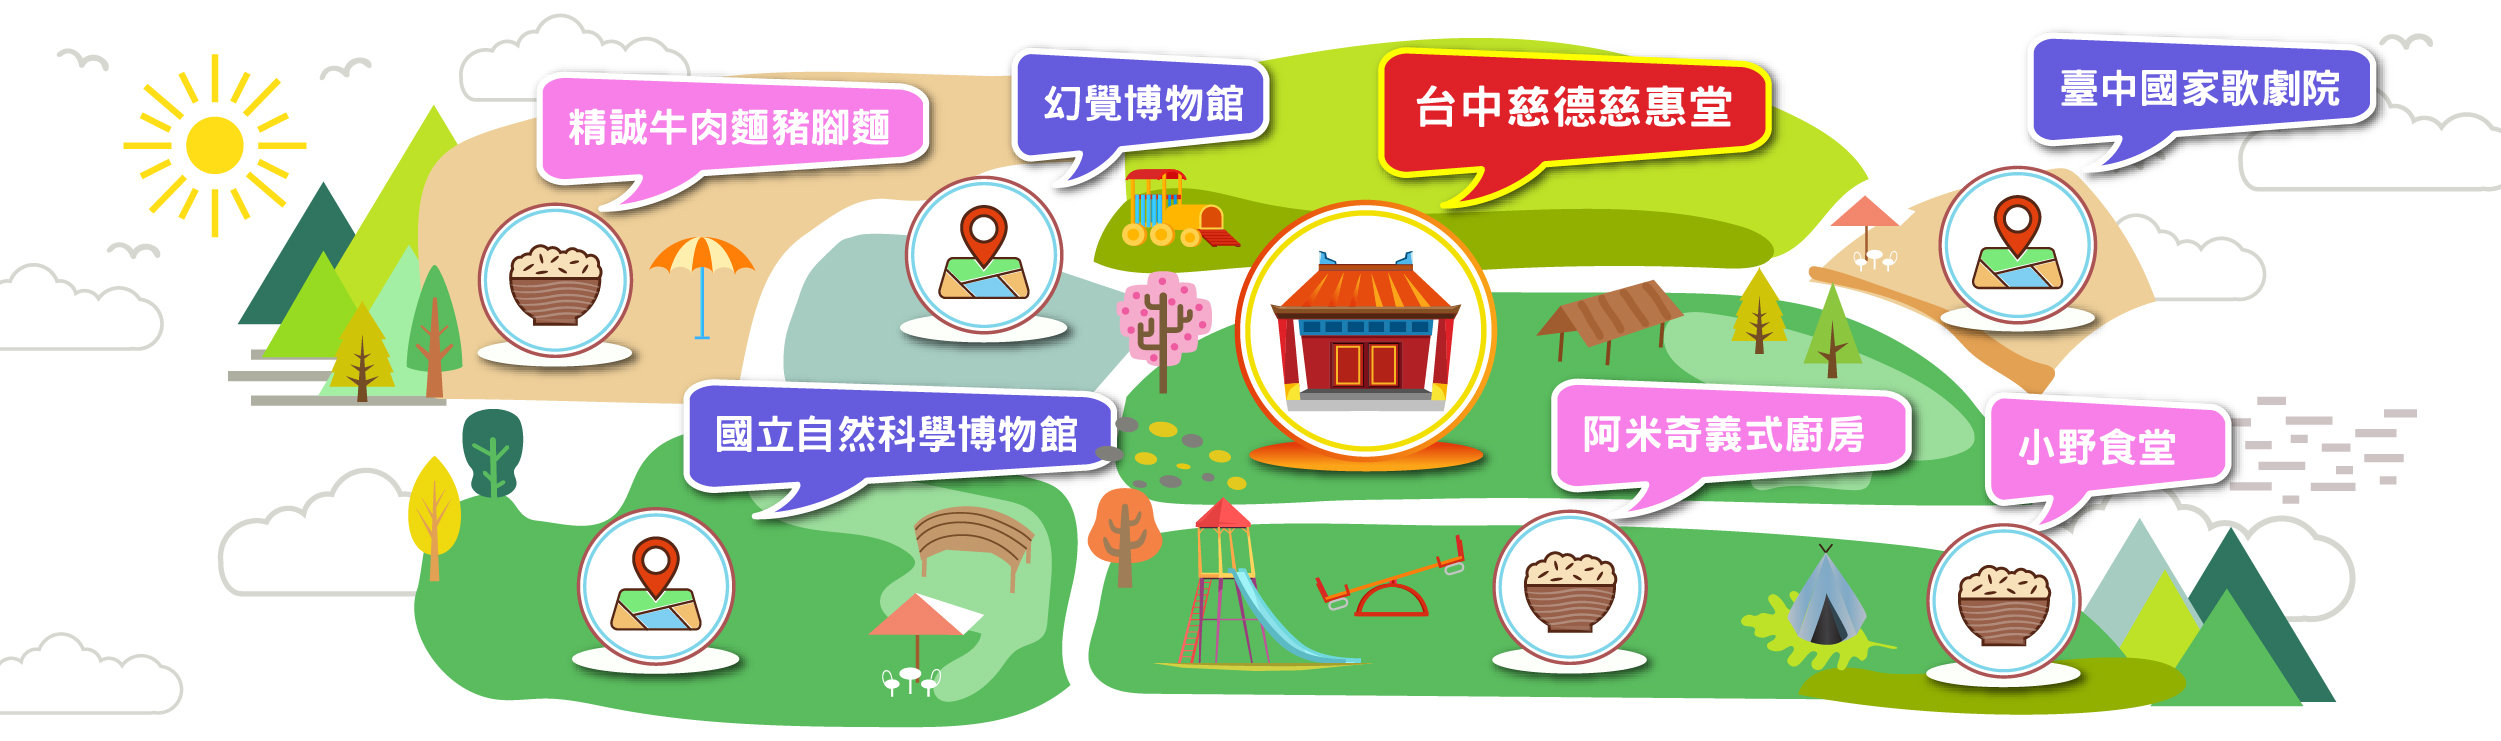 精誠牛肉麵豬腳麵
幻覺博物館
台中慈德慈惠堂
臺中國家歌劇院
國立自然科學博物館
阿米奇義式廚房
小野食堂